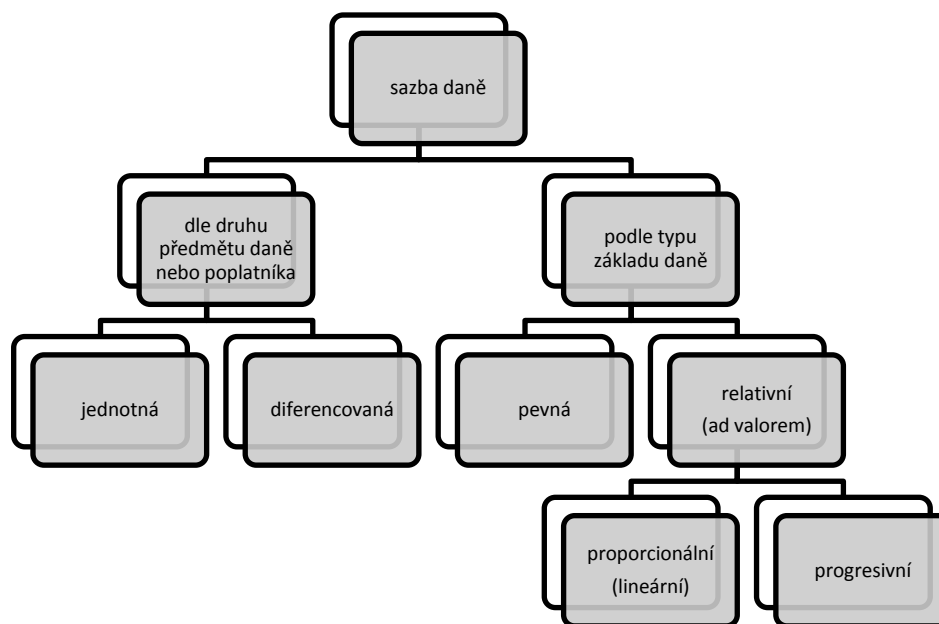 sazba daně
dle druhu
předmětu daně
nebo poplatníka
podle typu
základu daně
jednotná
diferencovaná
pevná
relativní
(ad valorem)
proporcionální
(lineární)
progresivní